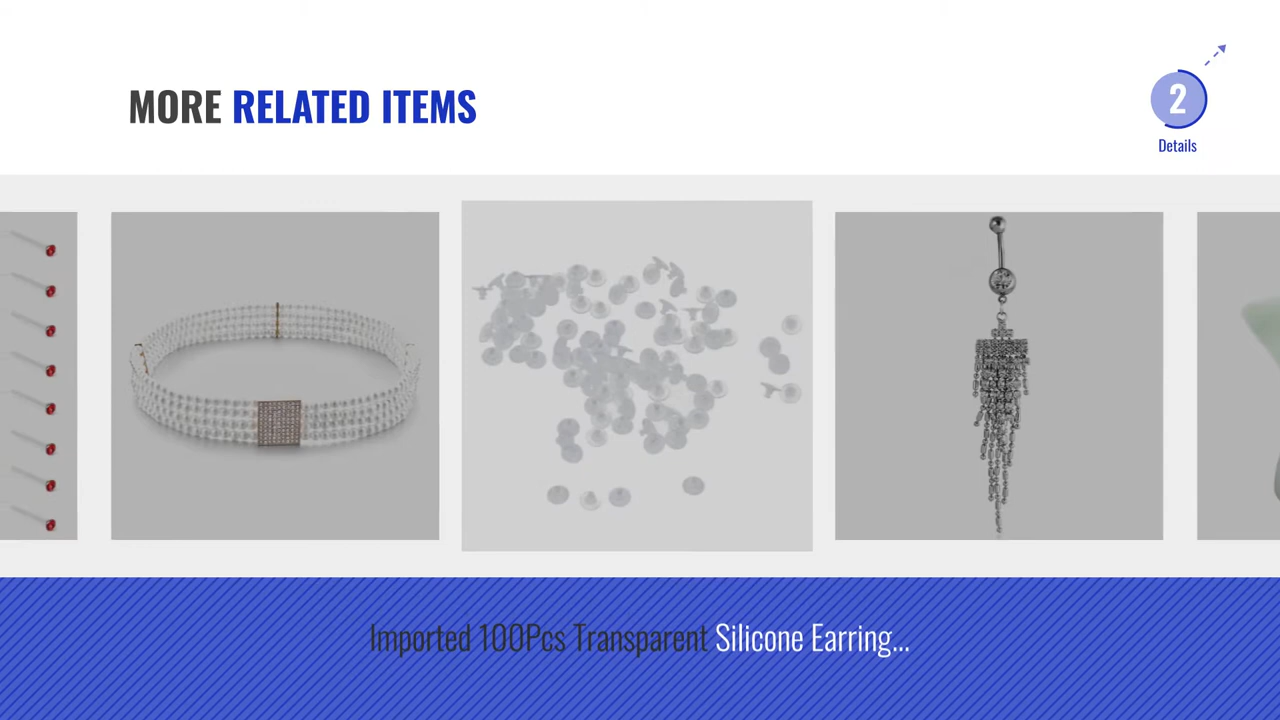 MORE RELATED ITEMS
2
Details
Imported 100Pcs Transparent Silicone Earring...